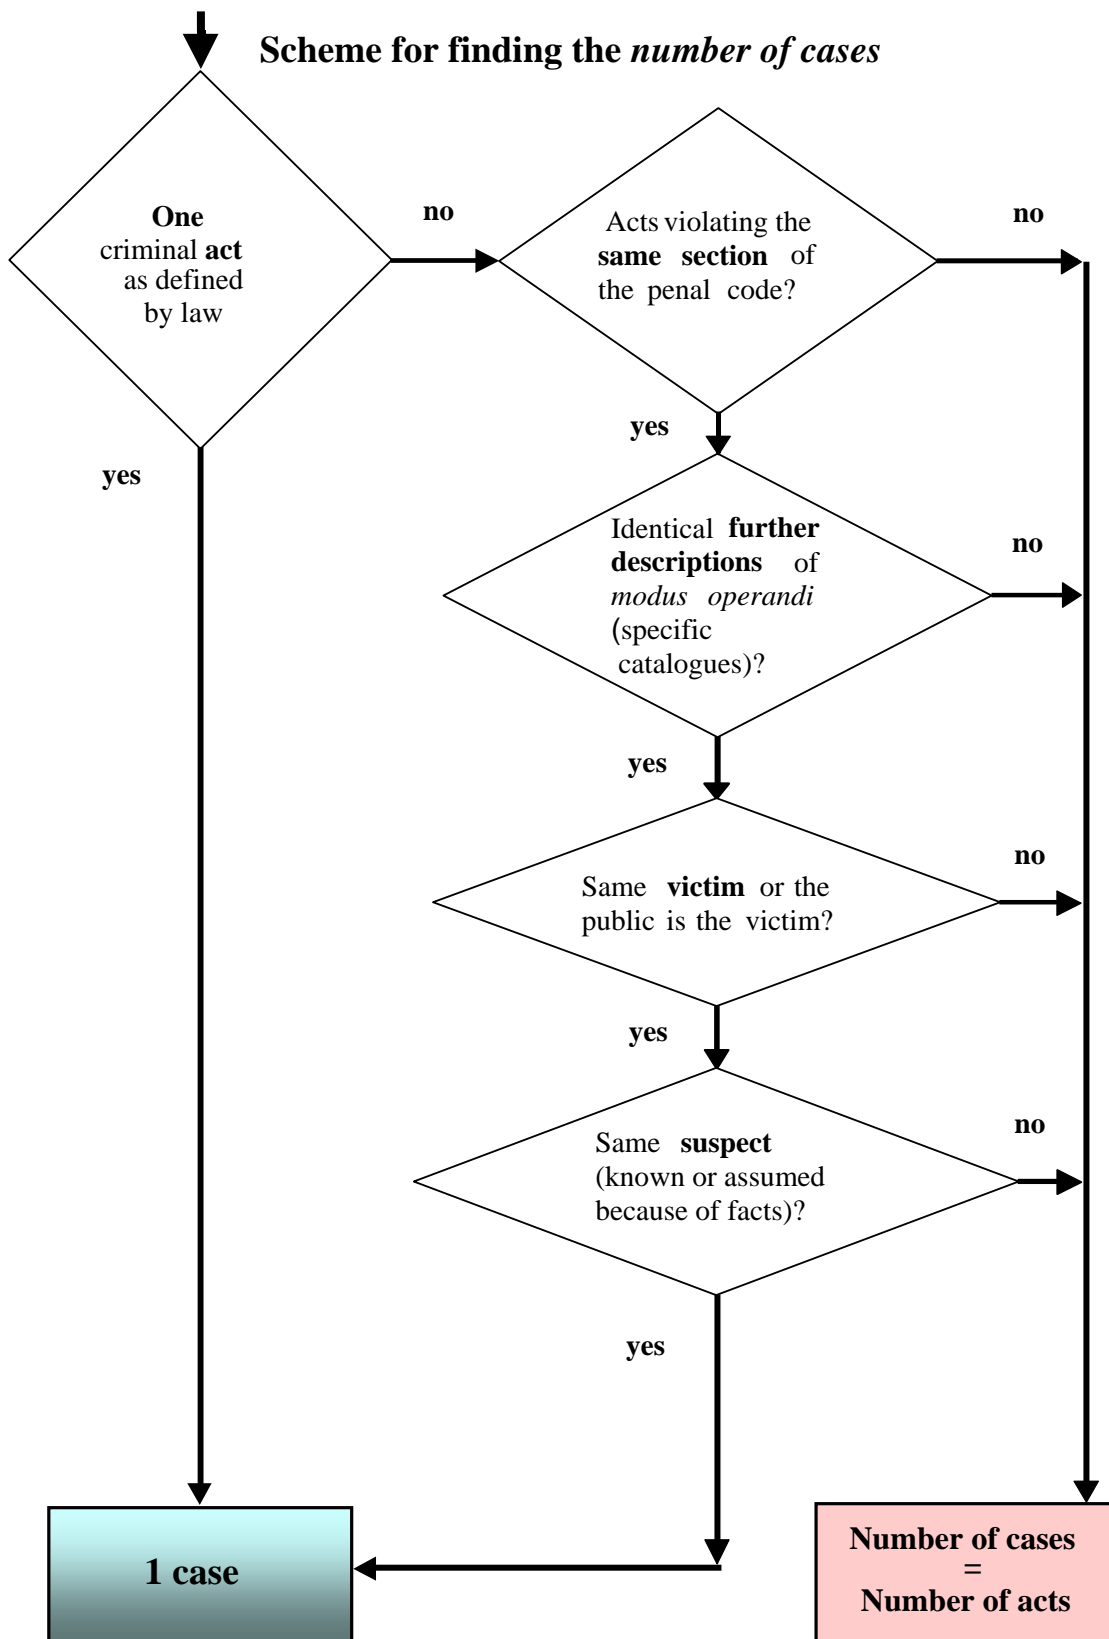 Scheme for finding the number of cases
One
criminal act
as defined
by law
no
Acts violating the
same section of
the penal code?
no
yes
yes
Identical further
descriptions of
modus operandi
(specific
catalogues)?
no
yes
Same victim or the
public is the victim?
no
yes
Same suspect
(known or assumed
because of facts)?
no
yes
1 case
Number of cases
=
Number of acts